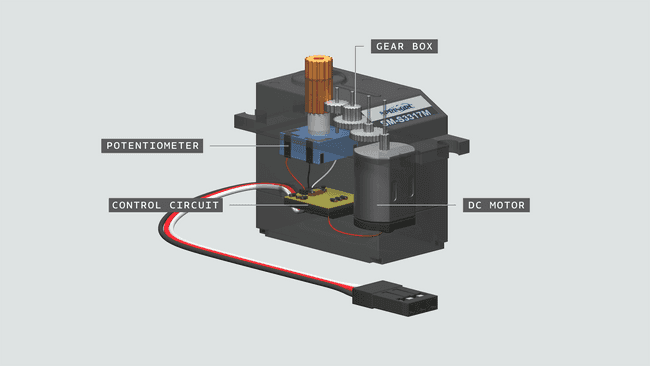 GEAR BOX
SM-S3317M
POTENTIOMETER
CONTROL CIRCUIT
DC MOTOR